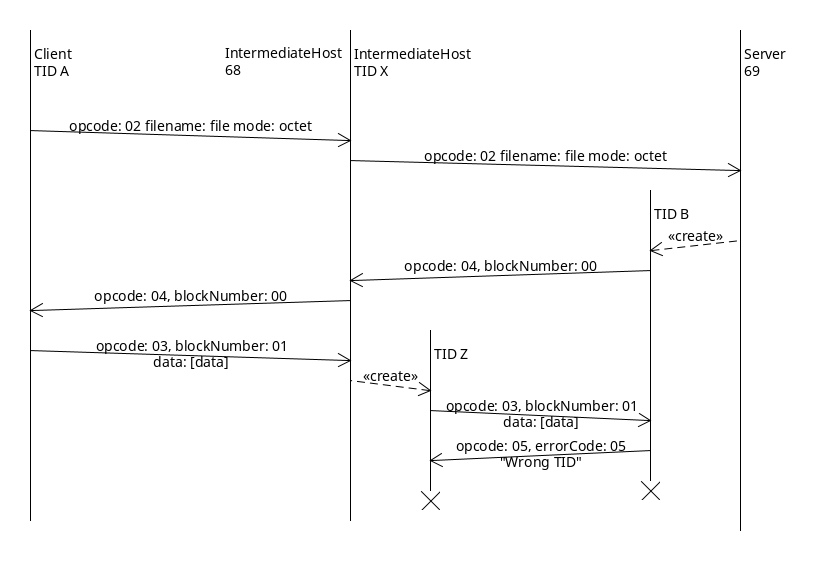 Client
TID A
IntermediateHost
68
IntermediateHost
TID X
Server
69
opcode: 02 filename: file mode: octet
opcode: 02 filename: file mode: octet
TID B
«create»
opcode: 04, blockNumber: 00
opcode: 04, blockNumber: 00
opcode: 03, blockNumber: 01
data: [data]
TID Z
«create»
opcode: 03, blockNumber: 01
data: [data]
opcode: 05, errorCode: 05
"Wrong TID"